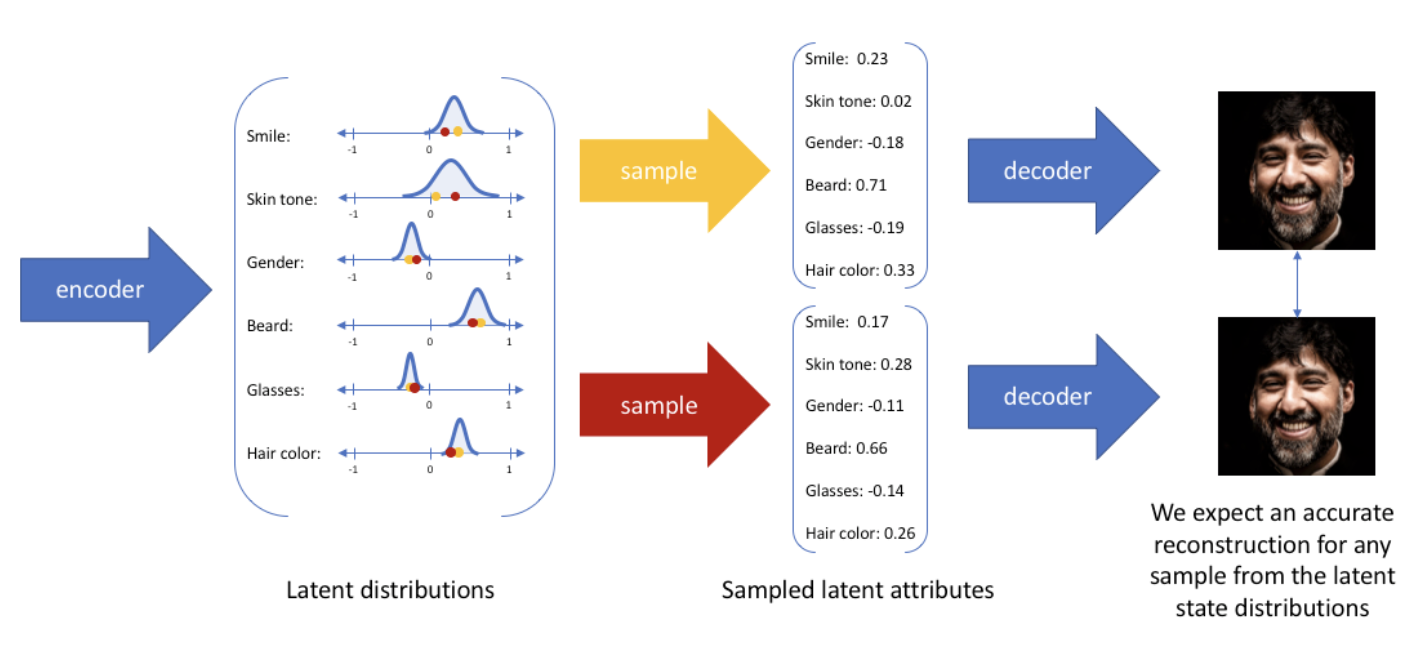 encoder
Smile:
-1 0 1
Skin tone:
-1 0 1
Gender:
-1 0 1
Beard:
-1 0 1
Glasses:
-1 0 1
Hair color:
-1 0 1
Latent distributions
sample
sample
Smile: 0.23
Skin tone: 0.02
Gender: -0.18
Beard: 0.71
Glasses: -0.19
Hair color: 0.33
Smile: 0.17
Skin tone: 0.28
Gender: -0.11
Beard: 0.66
Glasses: -0.14
Hair color: 0.26
Sampled latent attributes
decoder
decoder
We expect an accurate
reconstruction for any
sample from the latent
state distributions